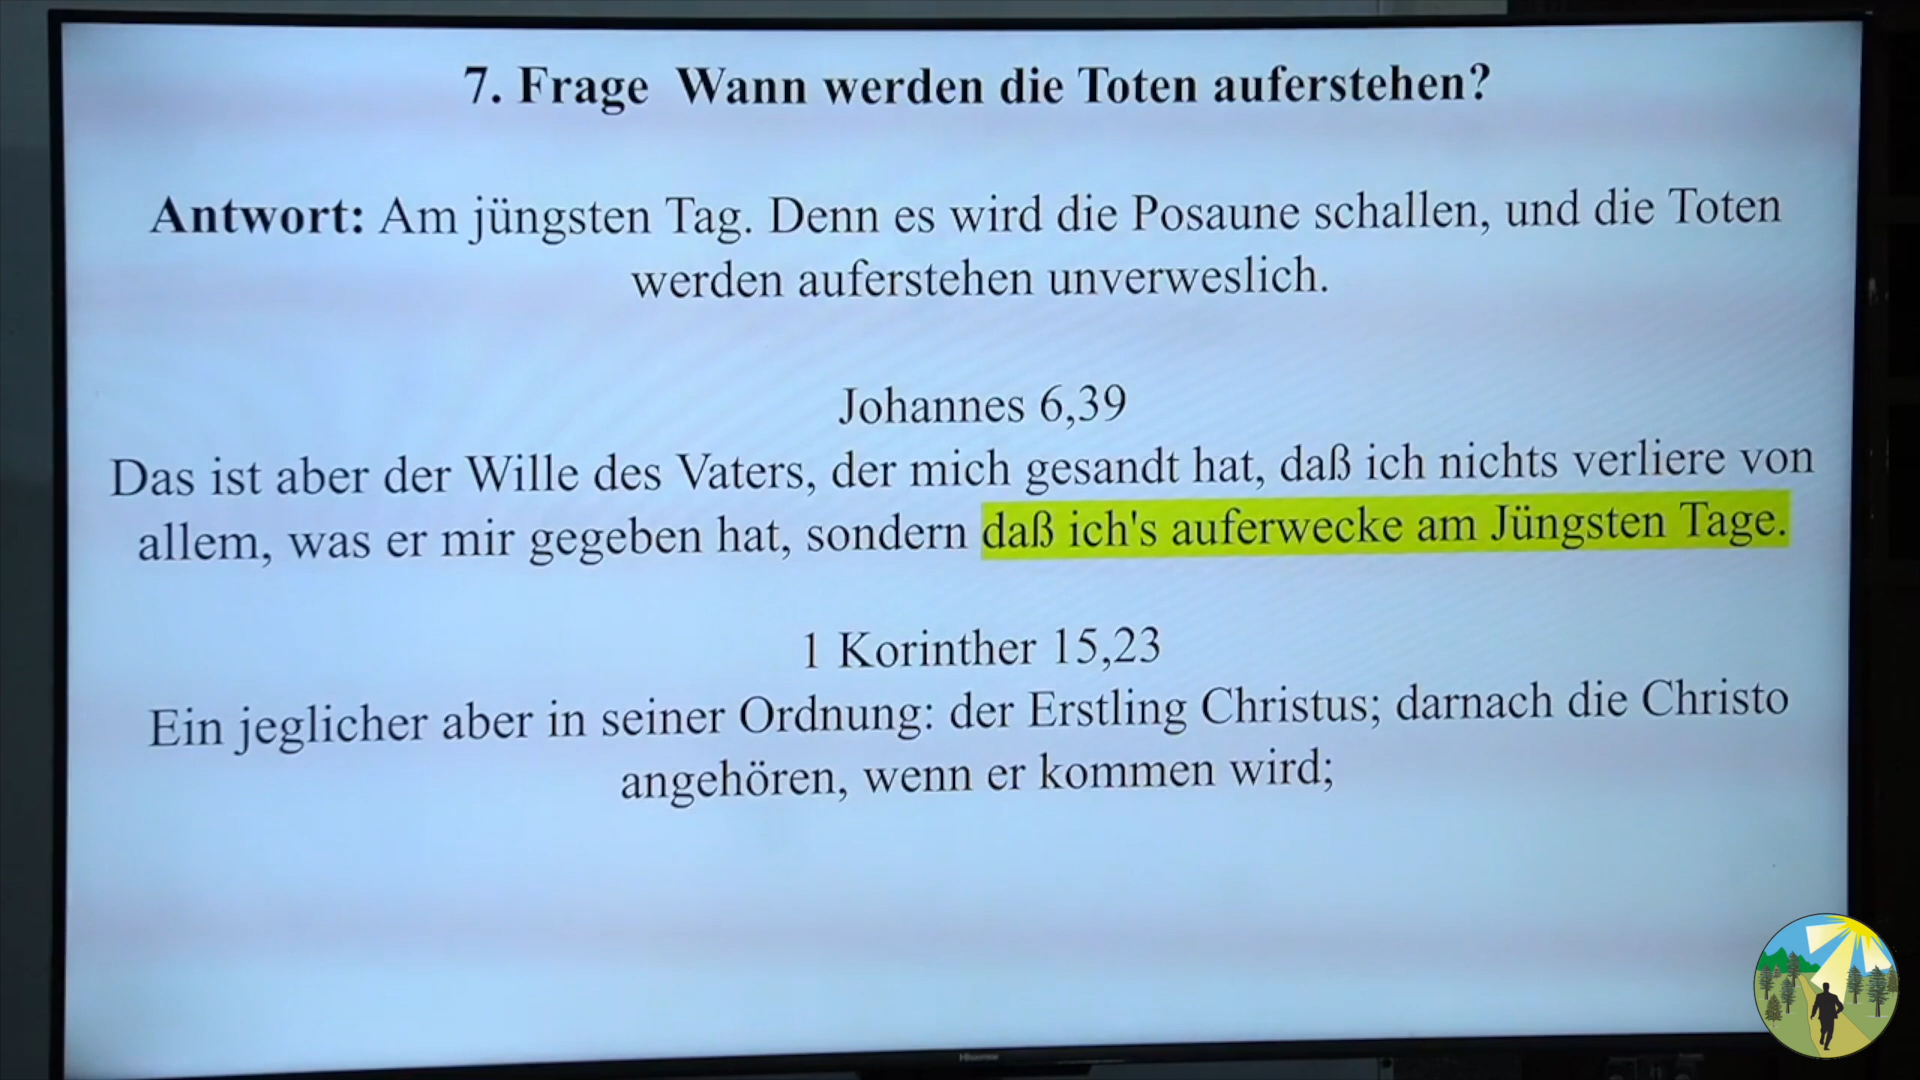 7. Frage  Wann werden die Toten auferstehen?
Antwort: Am jüngsten Tag. Denn es wird die Posaune schallen, und die Toten
werden auferstehen unverweslich.
Johannes 6,39
Das ist aber der Wille des Vaters, der mich gesandt hat, daß ich nichts verliere von
allem, was er mir gegeben hat, sondern daß ich's auferwecke am Jüngsten Tage.
1 Korinther 15,23
Ein jeglicher aber in seiner Ordnung: der Erstling Christus; darnach die Christo
angehören, wenn er kommen wird;
Hisense